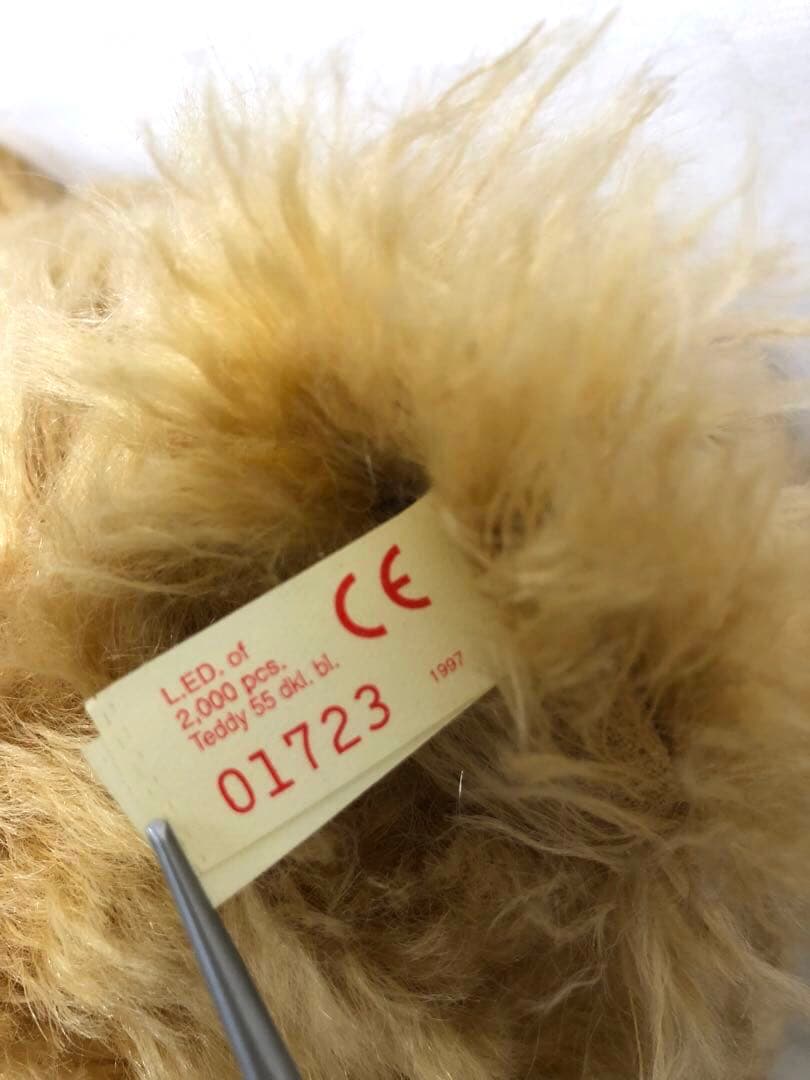 CE
L.ED. of
2,000 pcs.
Teddy 55 dkl. bl.
01723
1997